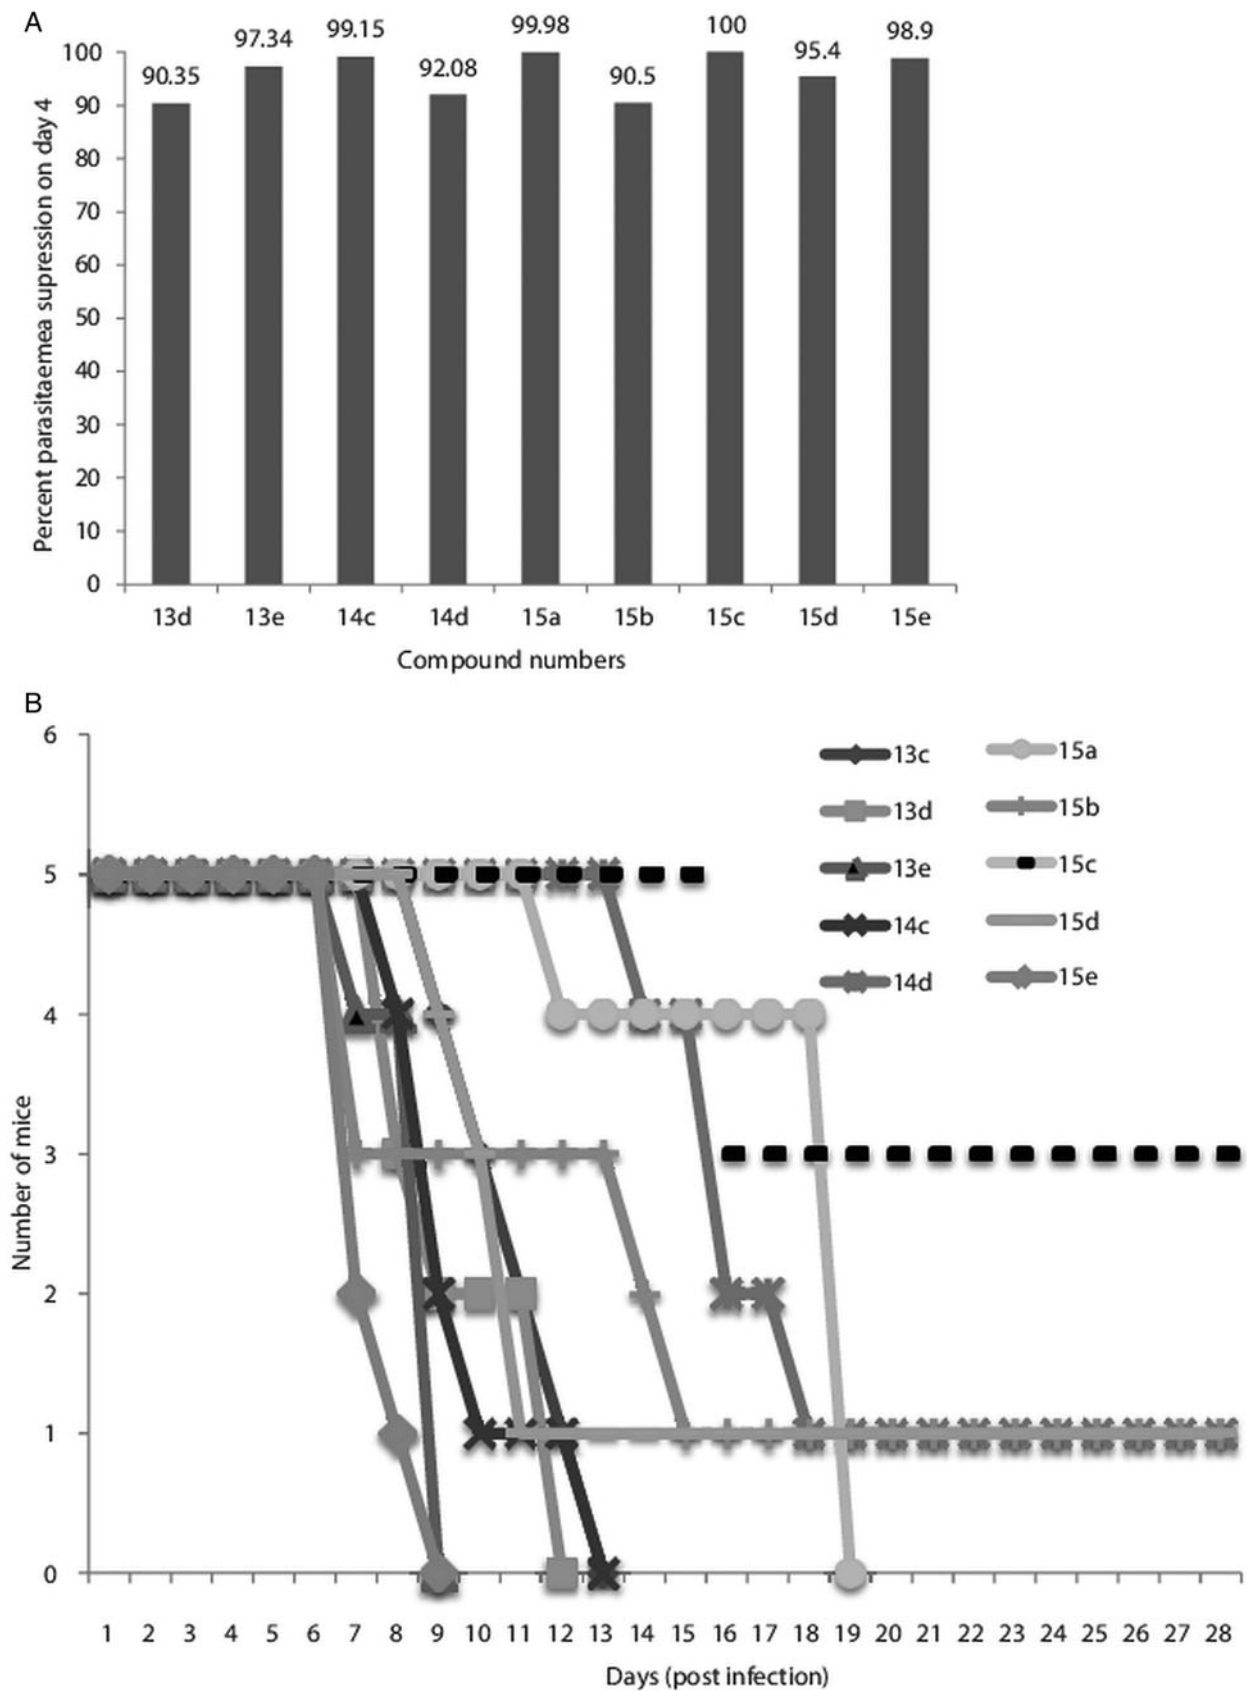 A
Percent parasitaemea supression on day 4
100
90
80
70
60
50
40
30
20
10
0
90.35
97.34
99.15
92.08
99.98
90.5
100
95.4
98.9
13d 13e 14c 14d 15a 15b 15c 15d 15e
Compound numbers
B
Number of mice
6
5
4
3
2
1
0
13c
13d
13e
14c
14d
15a
15b
15c
15d
15e
1 2 3 4 5 6 7 8 9 10 11 12 13 14 15 16 17 18 19 20 21 22 23 24 25 26 27 28
Days (post infection)